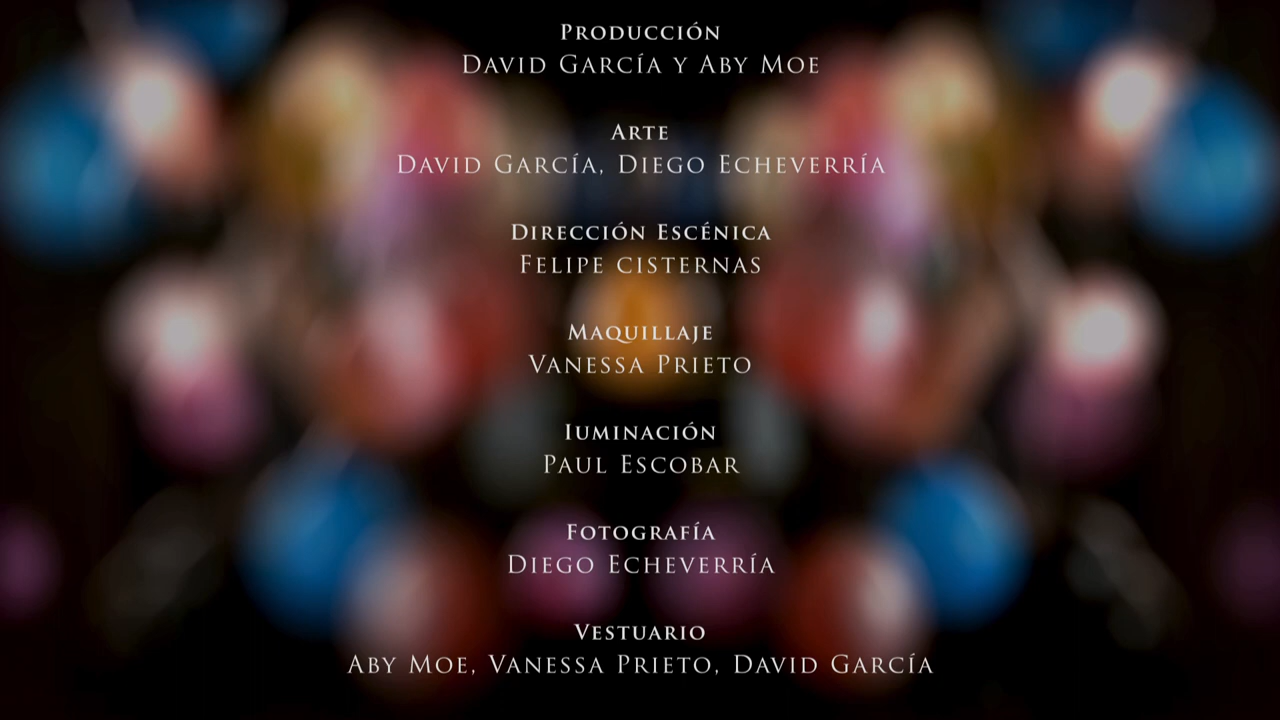 Producción
David García y Aby Moe
Arte
David García, Diego Echeverría
Dirección Escénica
Felipe cisternas
Maquillaje
Vanessa Prieto
Iuminación
Paul Escobar
Fotografía
Diego Echeverría
Vestuario
Aby Moe, Vanessa Prieto, David García